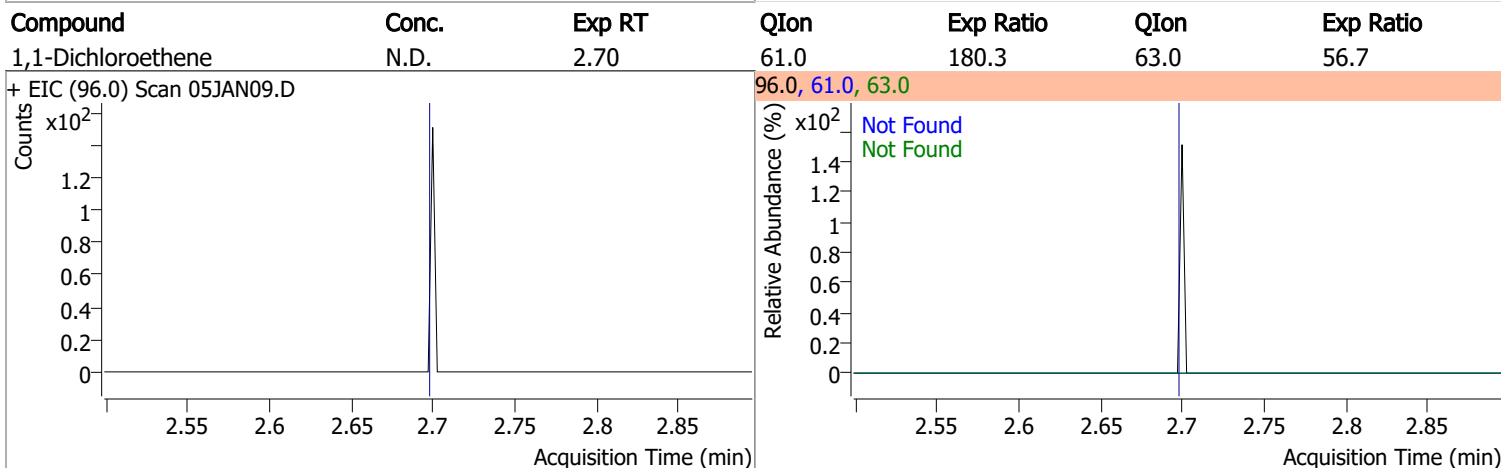 Compound Conc. Exp RT QIon Exp Ratio QIon Exp Ratio
1,1-Dichloroethene N.D. 2.70 61.0 180.3 63.0 56.7
+ EIC (96.0) Scan 05JAN09.D
Counts
x10²
1.2
1
0.8
0.6
0.4
0.2
0
2.55 2.6 2.65 2.7 2.75 2.8 2.85
Acquisition Time (min)
96.0, 61.0, 63.0
Relative Abundance (%)
x10²
Not Found
Not Found
1.4
1.2
1
0.8
0.6
0.4
0.2
0
2.55 2.6 2.65 2.7 2.75 2.8 2.85
Acquisition Time (min)